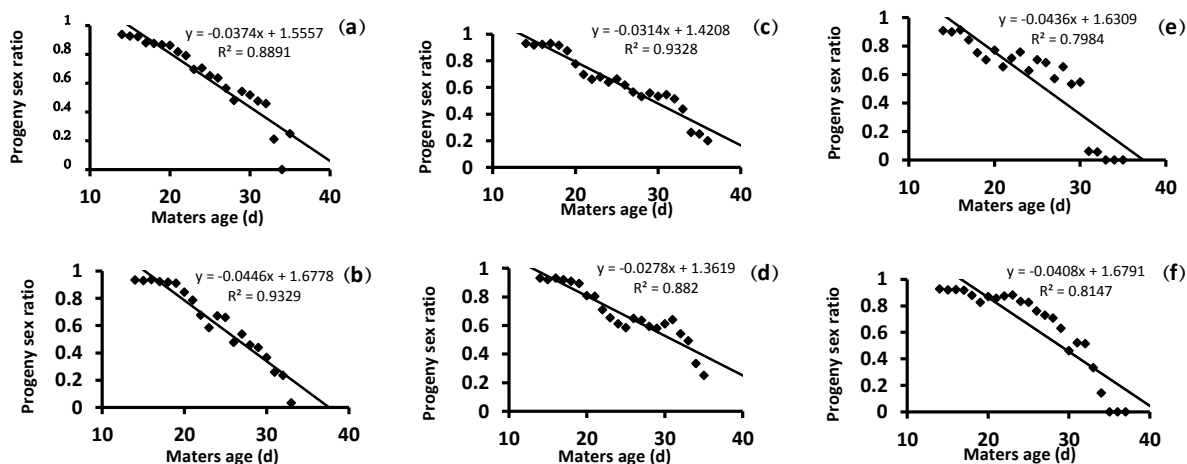 (a)
y = -0.0374x + 1.5557
R² = 0.8891
Progeny sex ratio
1
0.8
0.6
0.4
0.2
0
10 20 30 40
Maters age (d)
(c)
y = -0.0314x + 1.4208
R² = 0.9328
Progeny sex ratio
1
0.8
0.6
0.4
0.2
0
10 20 30 40
Maters age (d)
(e)
y = -0.0436x + 1.6309
R² = 0.7984
Progeny sex ratio
1
0.8
0.6
0.4
0.2
0
10 20 30 40
Maters age (d)
(b)
y = -0.0446x + 1.6778
R² = 0.9329
Progeny sex ratio
1
0.8
0.6
0.4
0.2
0
10 20 30 40
Maters age (d)
(d)
y = -0.0278x + 1.3619
R² = 0.882
Progeny sex ratio
1
0.8
0.6
0.4
0.2
0
10 20 30 40
Maters age (d)
(f)
y = -0.0408x + 1.6791
R² = 0.8147
Progeny sex ratio
1
0.8
0.6
0.4
0.2
0
10 20 30 40
Maters age (d)